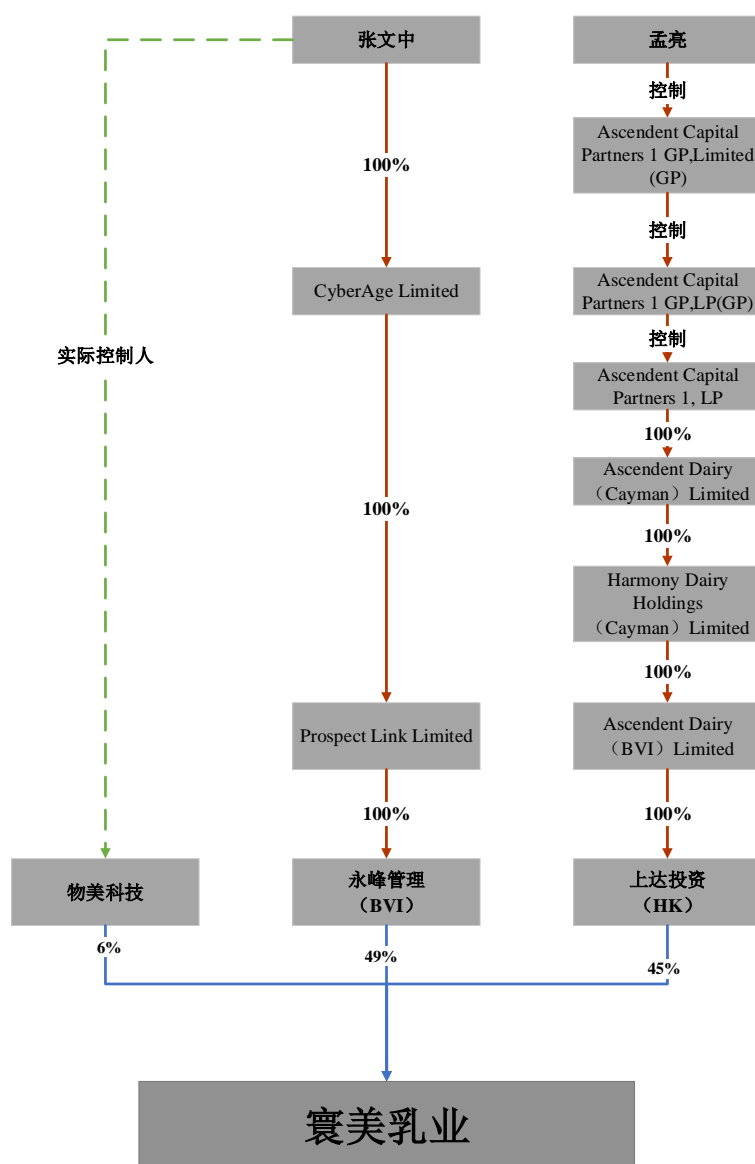 张文中
孟亮
控制
Ascendent Capital
Partners 1 GP,Limited
(GP)
100%
控制
CyberAge Limited
Ascendent Capital
Partners 1 GP,LP(GP)
控制
实际控制人
Ascendent Capital
Partners 1, LP
100%
Ascendent Dairy
（Cayman）Limited
100%
100%
Harmony Dairy
Holdings
（Cayman）Limited
100%
Prospect Link Limited
Ascendent Dairy
（BVI）Limited
100%
100%
物美科技
永峰管理
（BVI）
上达投资
（HK）
6%
49%
45%
寰美乳业